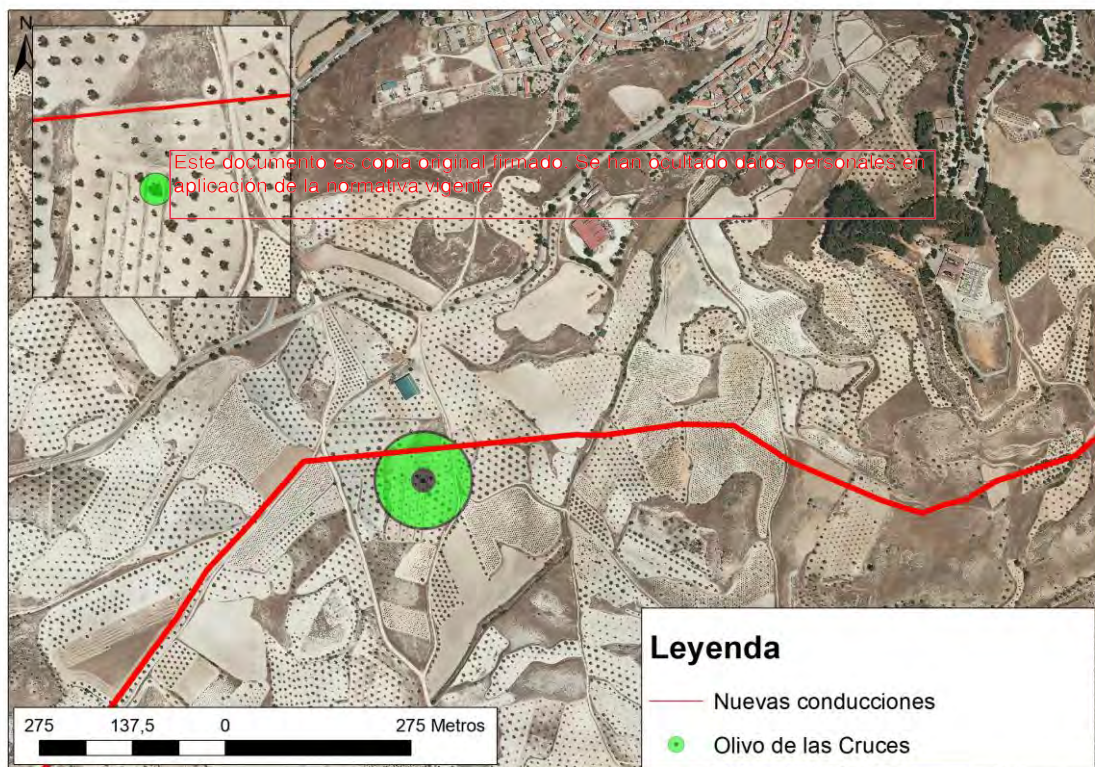 N
Este documento es copia original firmado. Se han ocultado datos personales en
aplicación de la normativa vigente
275 137,5 0 275 Metros
Leyenda
Nuevas conducciones
Olivo de las Cruces